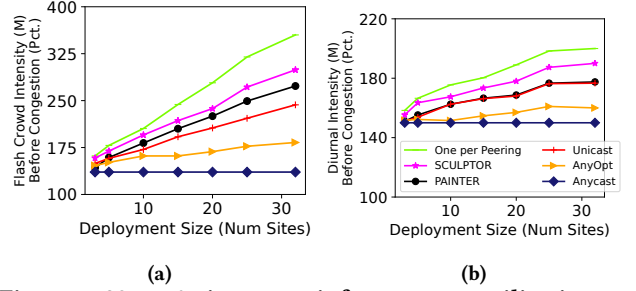 Flash Crowd Intensity (M)
Before Congestion (Pct.)
400
325
250
175
100
10
20
30
Deployment Size (Num Sites)
(a)
Diurnal Intensity (M)
Before Congestion (Pct.)
220
180
140
100
One per Peering
SCULPTOR
PAINTER
Unicast
AnyOpt
Anycast
10
20
30
Deployment Size (Num Sites)
(b)